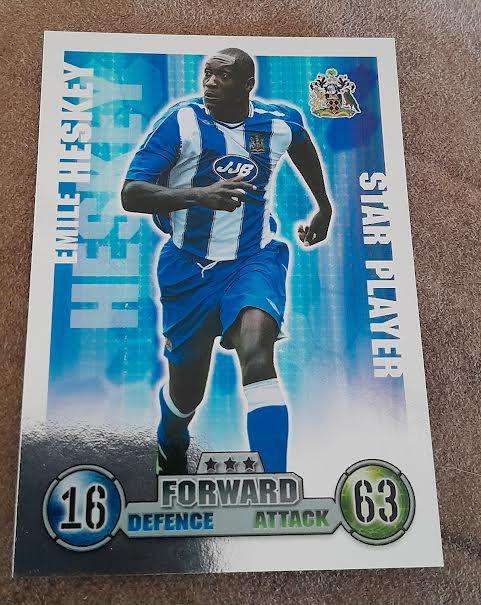 EMILE HESKEY
HESKEY
STAR PLAYER
JJB
FORWARD
16
DEFENCE
ATTACK
63